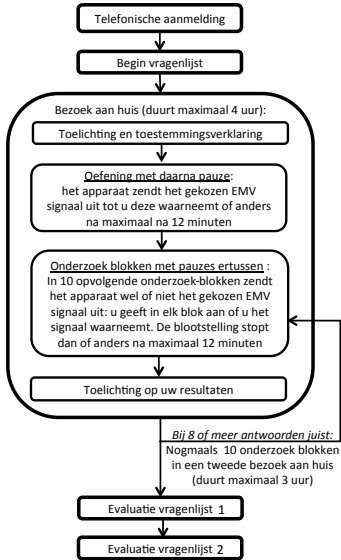 Telefonische aanmelding
Begin vragenlijst
Bezoek aan huis (duurt maximaal 4 uur):
Toelichting en toestemmingsverklaring
Oefening met daarna pauze:
het apparaat zendt het gekozen EMV
signaal uit tot u deze waarneemt of anders
na maximaal na 12 minuten
Onderzoek blokken met pauzes ertussen :
In 10 opvolgende onderzoek-blokken zendt
het apparaat wel of niet het gekozen EMV
signaal uit: u geeft in elk blok aan of u het
signaal waarneemt. De blootstelling stopt
dan of anders na maximaal 12 minuten
Toelichting op uw resultaten
Bij 8 of meer antwoorden juist:
Nogmaals 10 onderzoek blokken
in een tweede bezoek aan huis
(duurt maximaal 3 uur)
Evaluatie vragenlijst 1
Evaluatie vragenlijst 2